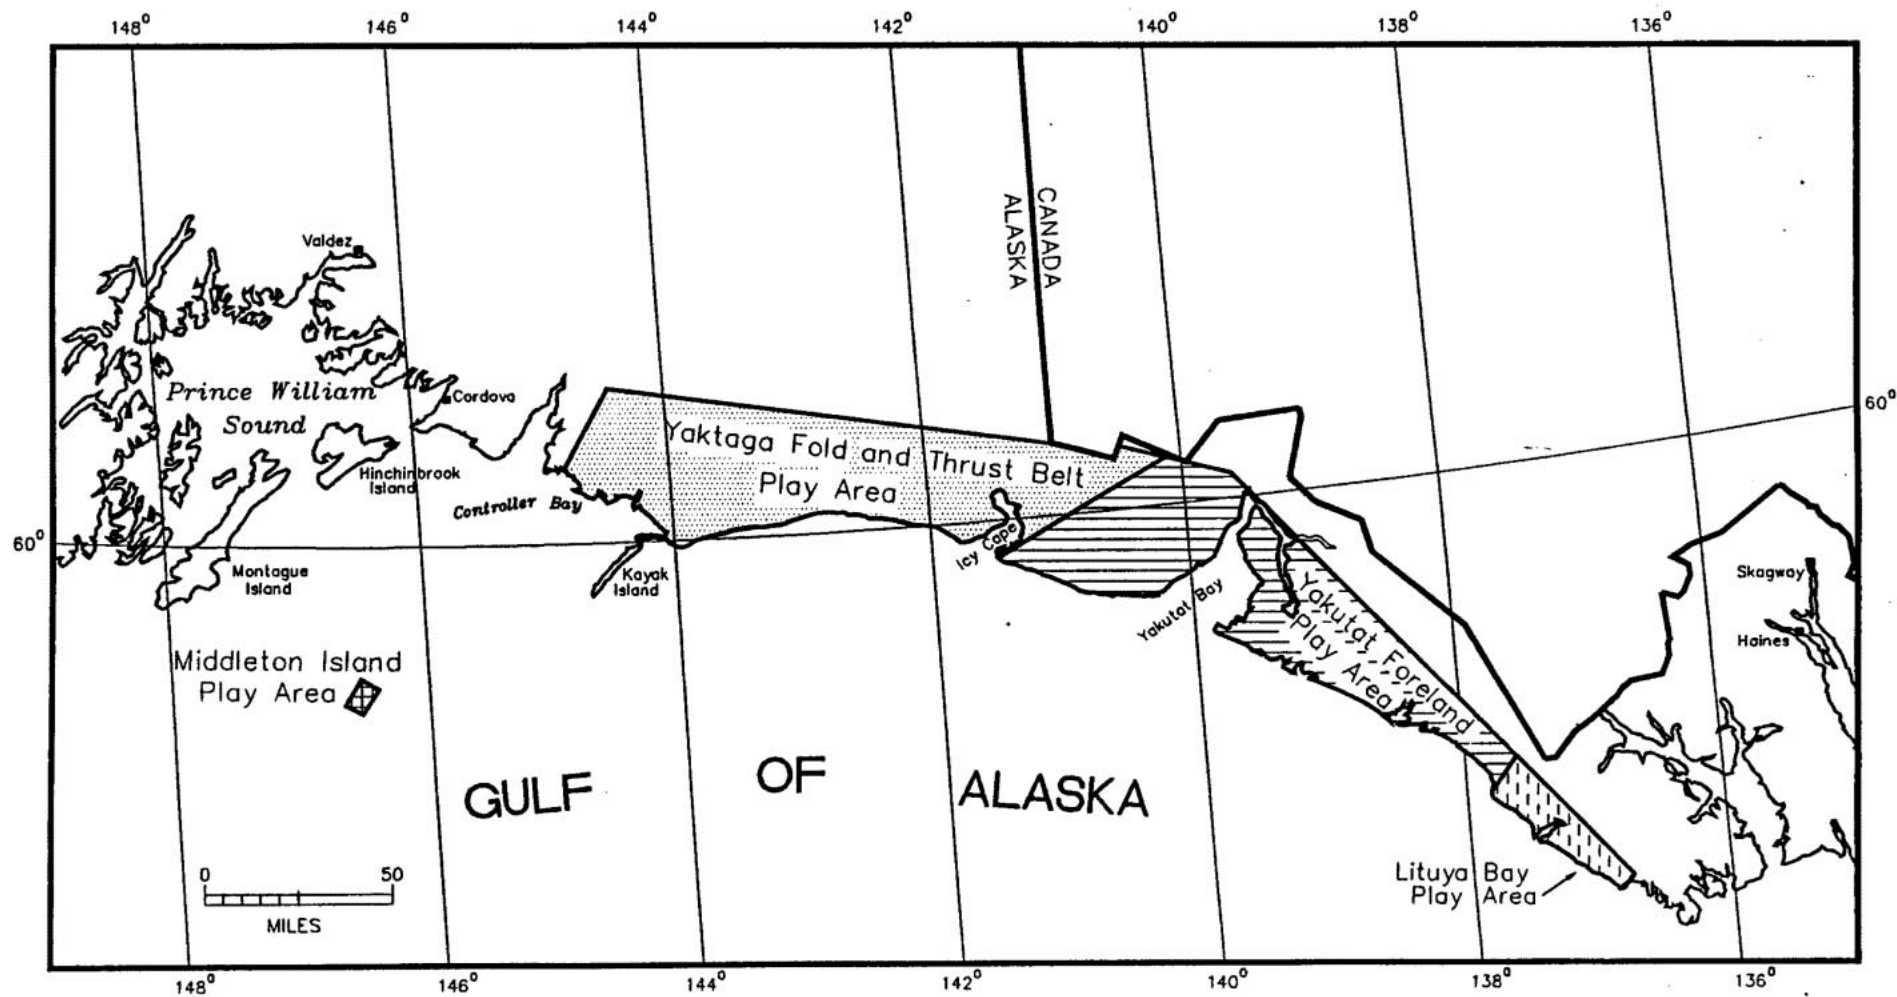 148°
146°
144°
142°
140°
138°
136°
CANADA
ALASKA
Valdez
Prince William
Sound
Cordova
60°
Hinchinbrook
Island
Controller Bay
Yaktaga Fold and Thrust Belt
Play Area
Icy Cape
60°
Montague
Island
Kayak
Island
Yakutat Bay
Skagway
Haines
Middleton Island
Play Area
Yakutat Foreland
Play Area
GULF OF ALASKA
Lituya Bay
Play Area
0 50
MILES
148°
146°
144°
142°
140°
138°
136°